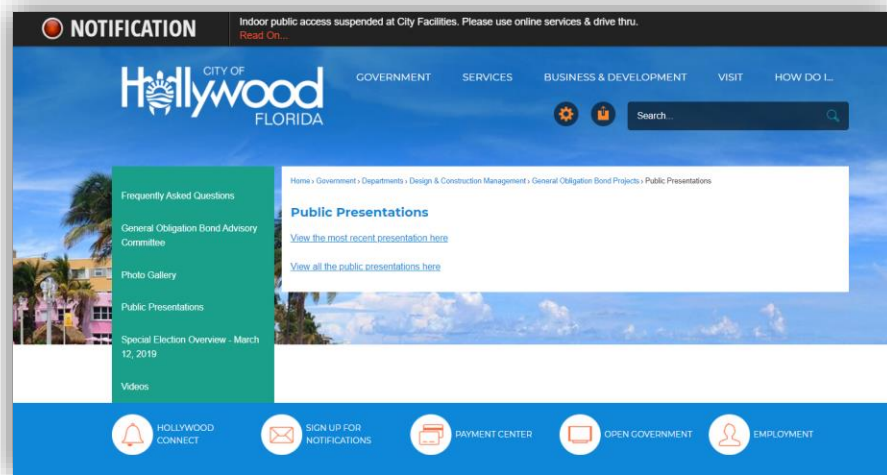 NOTIFICATION
Indoor public access suspended at City Facilities. Please use online services & drive thru.
Read On...
CITY OF
Hollywood
FLORIDA
GOVERNMENT SERVICES BUSINESS & DEVELOPMENT VISIT HOW DO I...
Search...
Frequently Asked Questions
General Obligation Bond Advisory
Committee
Photo Gallery
Public Presentations
Special Election Overview - March
12, 2019
Videos
Home › Government › Departments › Design & Construction Management › General Obligation Bond Projects › Public Presentations
Public Presentations
View the most recent presentation here
View all the public presentations here
HOLLYWOOD
CONNECT
SIGN UP FOR
NOTIFICATIONS
PAYMENT CENTER
OPEN GOVERNMENT
EMPLOYMENT